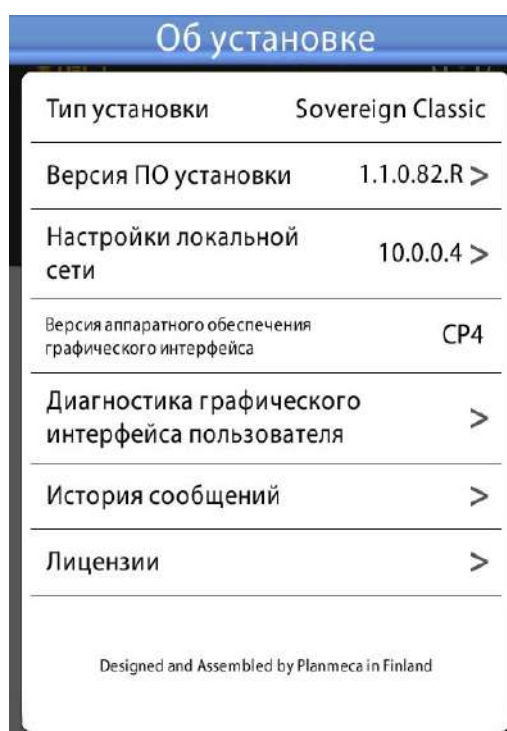 Об установке
Тип установки Sovereign Classic
Версия ПО установки 1.1.0.82.R >
Настройки локальной
сети 10.0.0.4 >
Версия аппаратного обеспечения
графического интерфейса CP4
Диагностика графического
интерфейса пользователя >
История сообщений >
Лицензии >
Designed and Assembled by Planmeca in Finland